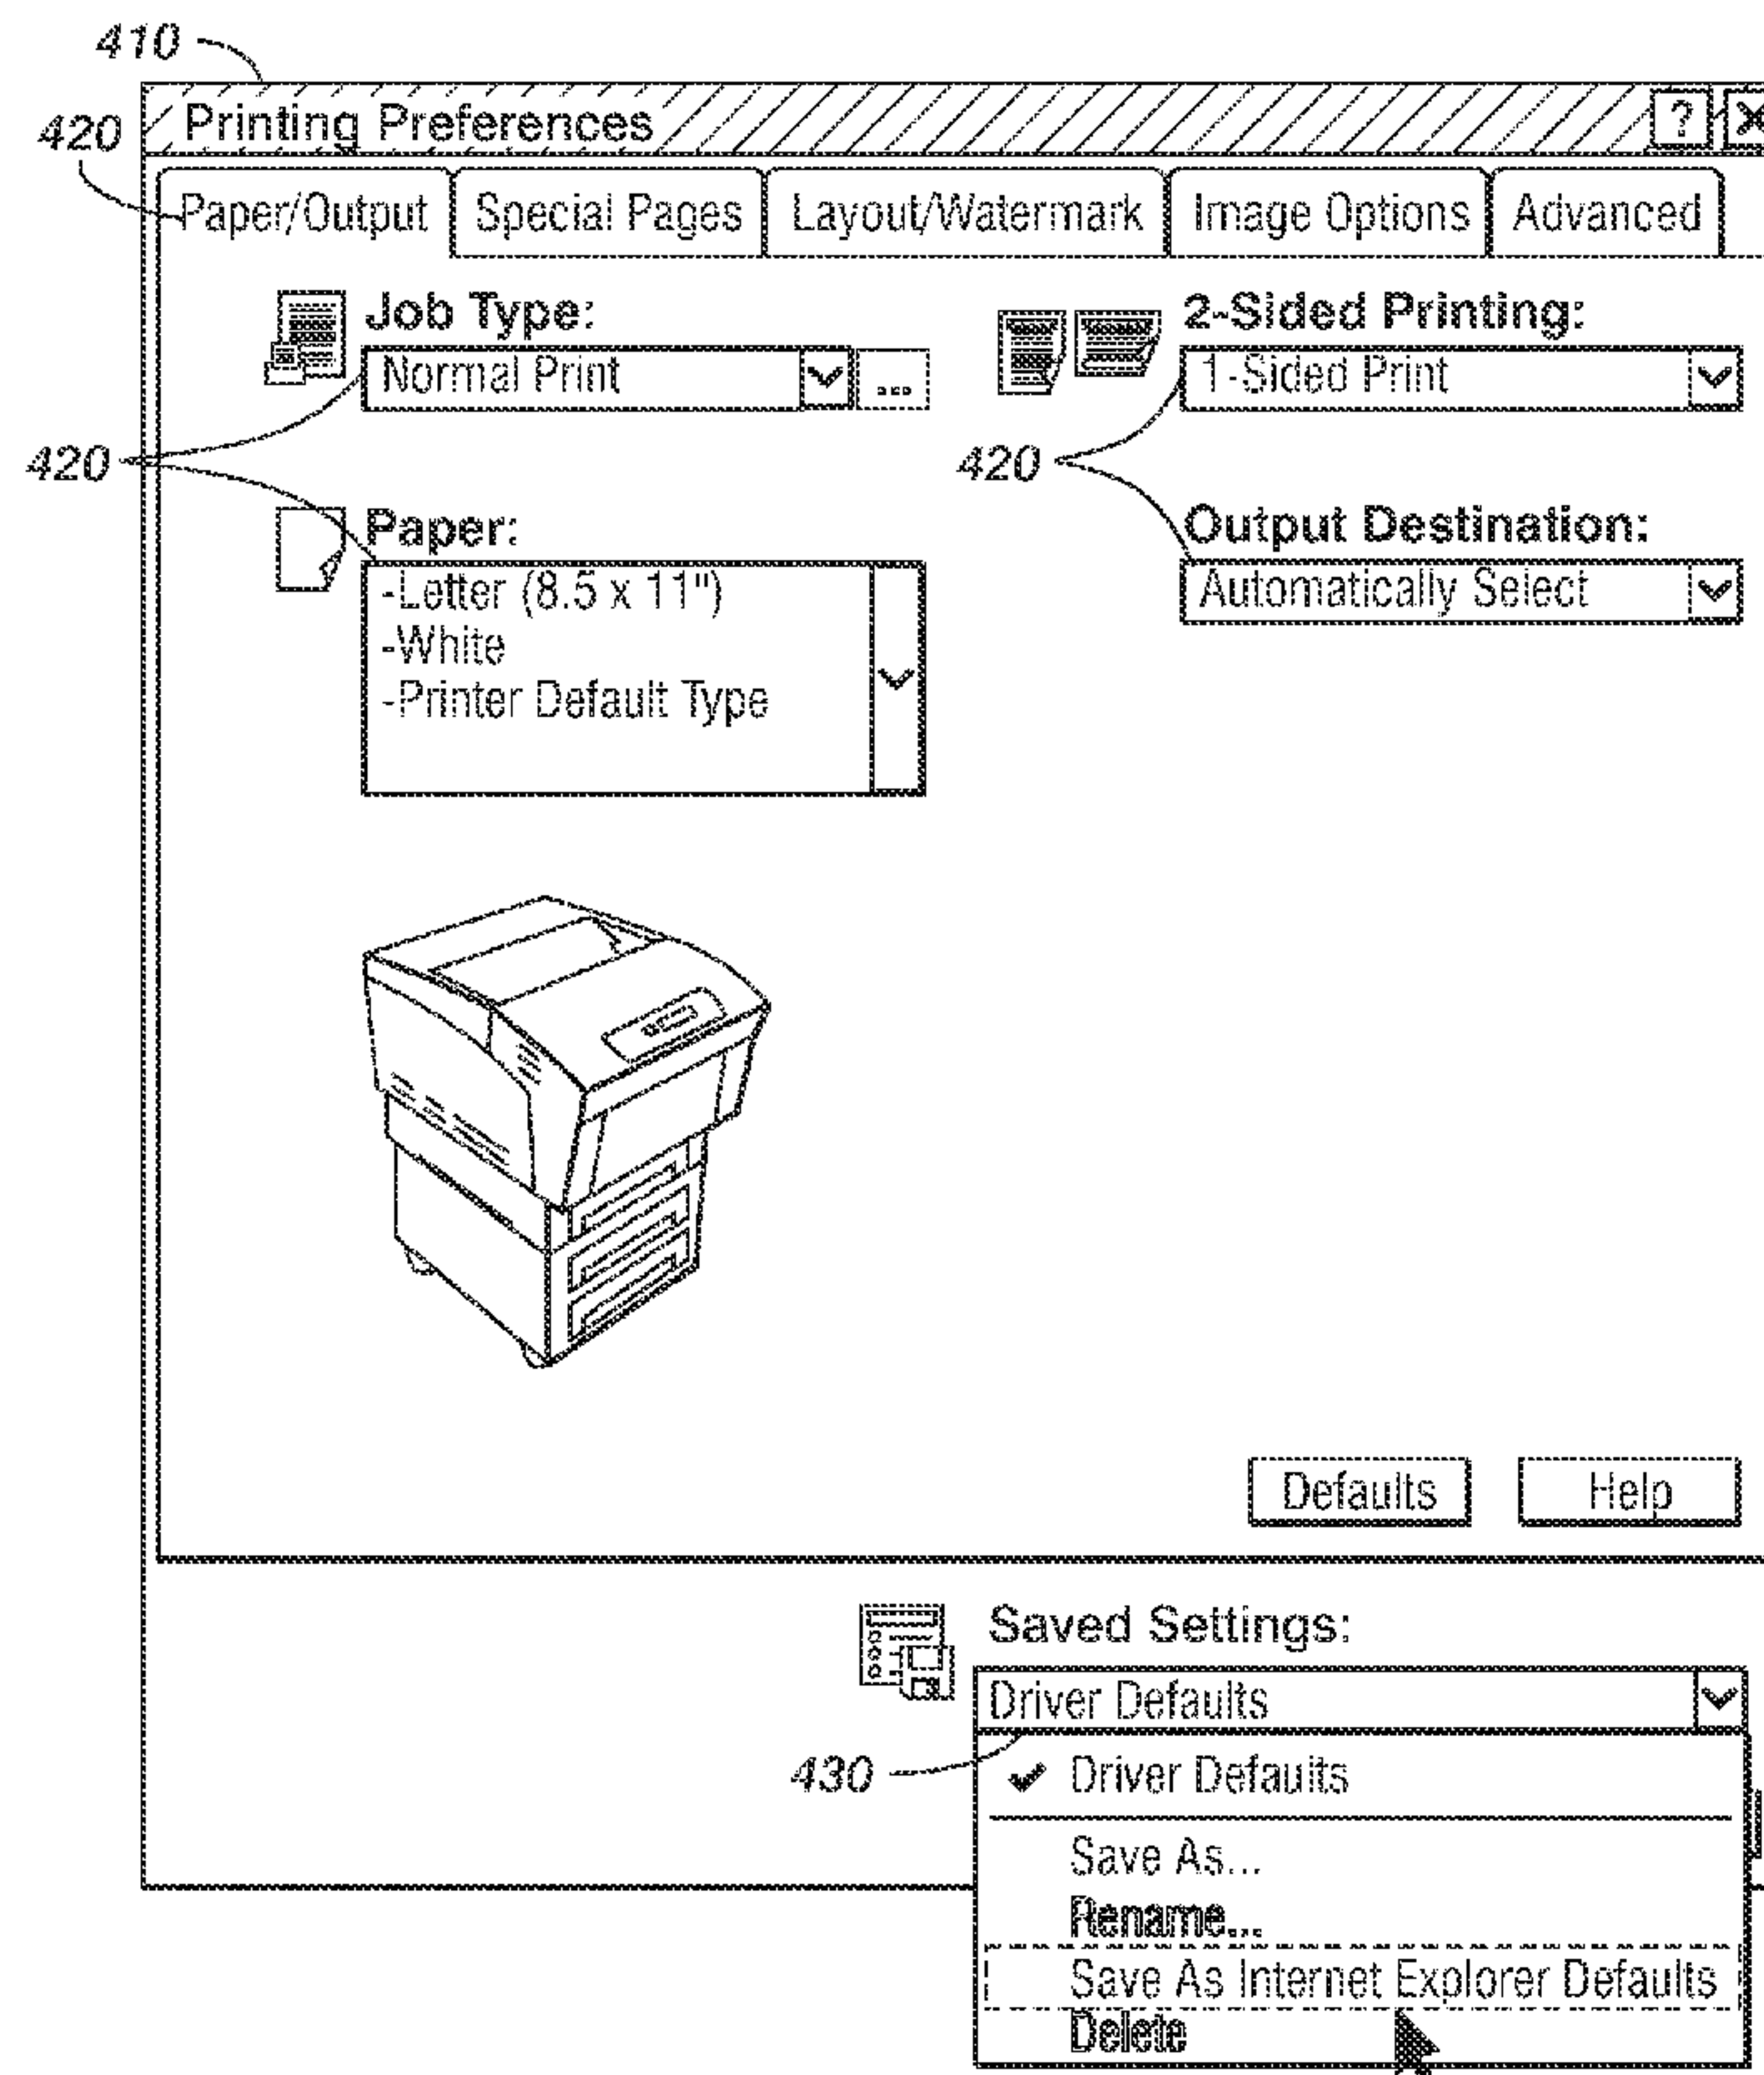 410
420
Printing Preferences ? X
Paper/Output Special Pages Layout/Watermark Image Options Advanced
Job Type: 2-Sided Printing:
Normal Print ... 1-Sided Print
420 420
Paper: Output Destination:
-Letter (8.5 x 11") Automatically Select
-White
-Printer Default Type
Defaults Help
Saved Settings:
Driver Defaults
430
Driver Defaults
Save As...
Rename...
Save As Internet Explorer Defaults
Delete